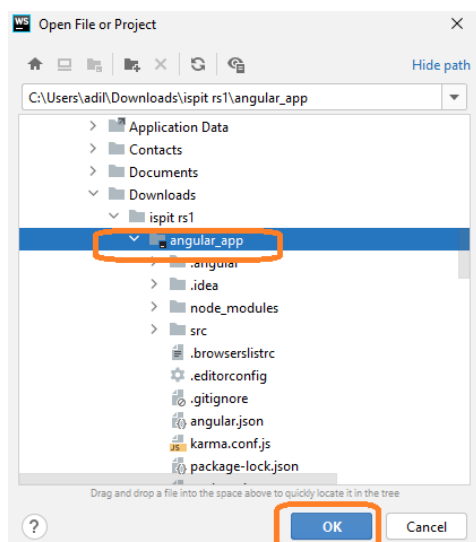 WS Open File or Project
Hide path
C:\Users\adil\Downloads\ispit rs1\angular_app
Application Data
Contacts
Documents
Downloads
ispit rs1
angular_app
.angular
.idea
node_modules
src
.browserslistrc
.editorconfig
.gitignore
angular.json
JS karma.conf.js
package-lock.json
Drag and drop a file into the space above to quickly locate it in the tree
? OK Cancel